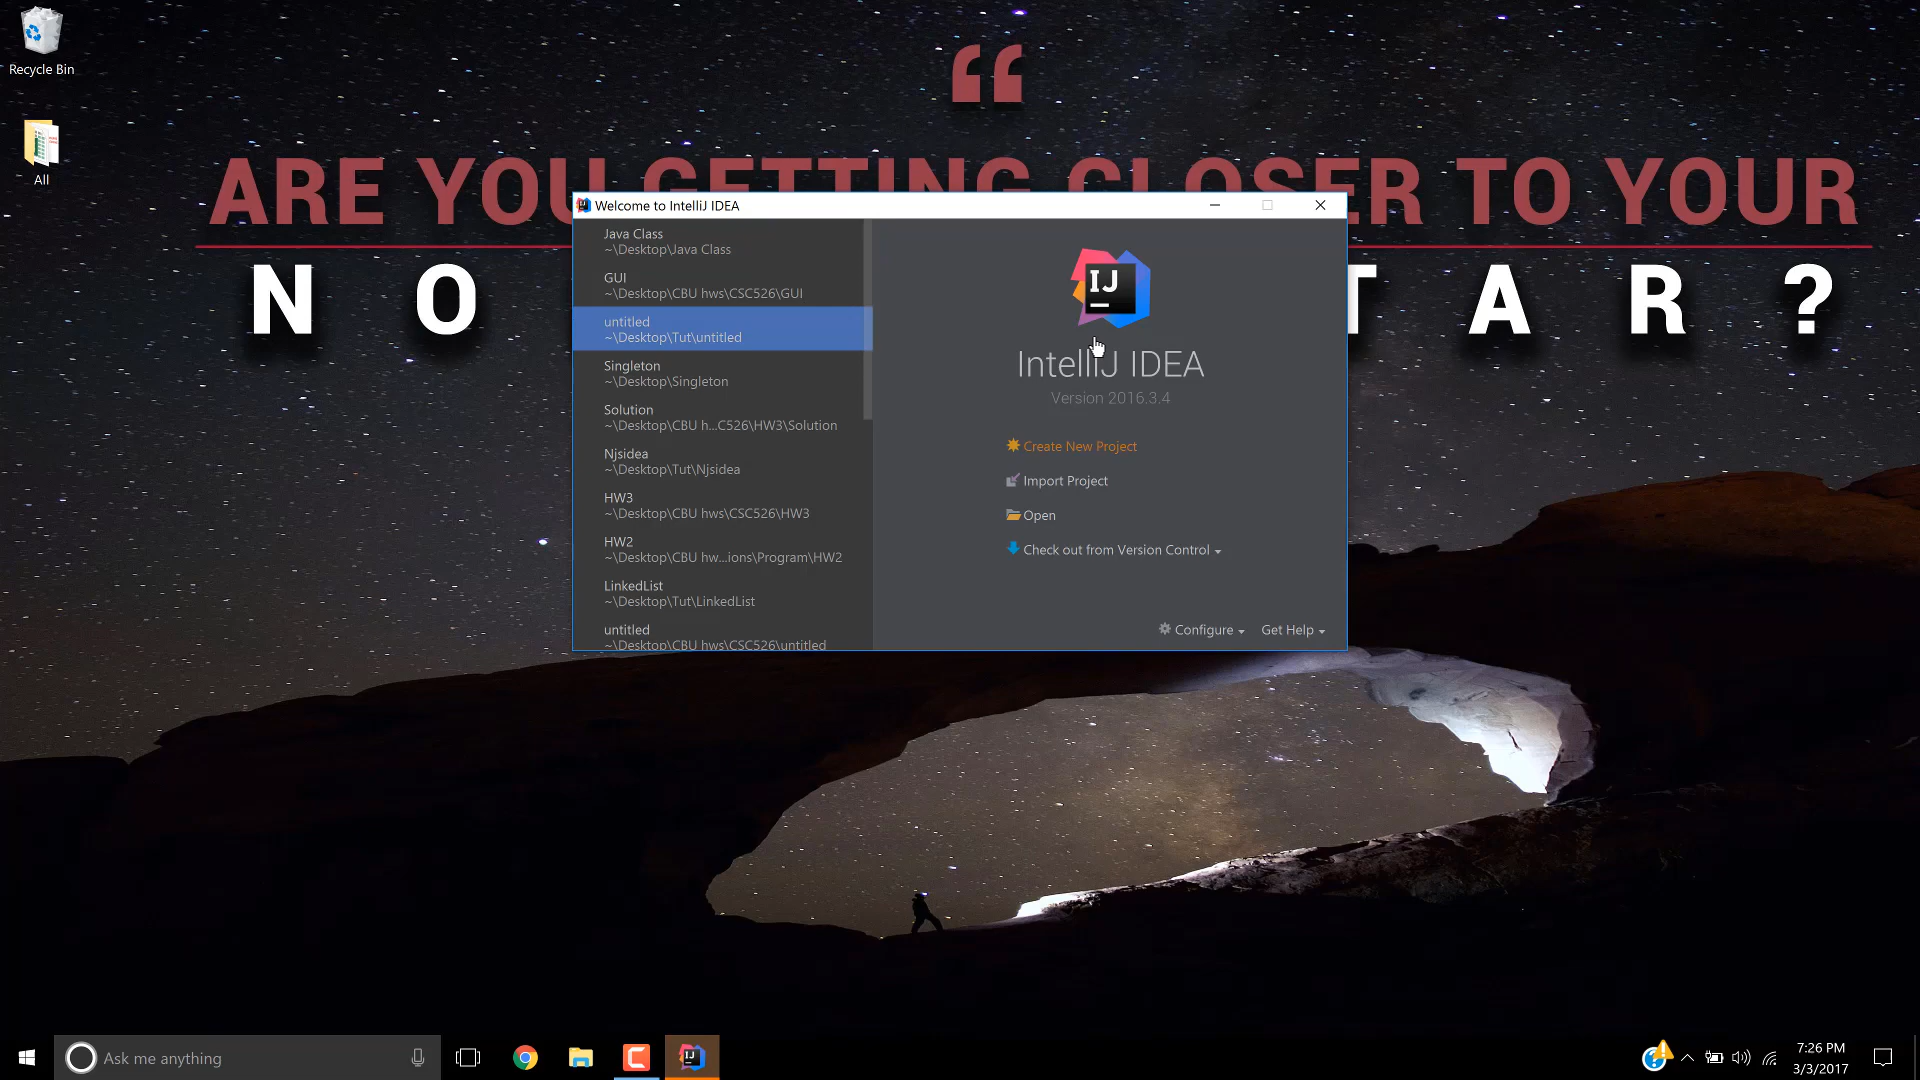 Recycle Bin
All
“
ARE YOU GETTING CLOSER TO YOUR
N O T A R ?
Welcome to IntelliJ IDEA
Java Class
~\Desktop\Java Class
GUI
~\Desktop\CBU hws\CSC526\GUI
untitled
~\Desktop\Tut\untitled
Singleton
~\Desktop\Singleton
Solution
~\Desktop\CBU h...C526\HW3\Solution
Njsidea
~\Desktop\Tut\Njsidea
HW3
~\Desktop\CBU hws\CSC526\HW3
HW2
~\Desktop\CBU hw...ions\Program\HW2
LinkedList
~\Desktop\Tut\LinkedList
untitled
~\Desktop\CBU hws\CSC526\untitled
IJ
IntelliJ IDEA
Version 2016.3.4
Create New Project
Import Project
Open
Check out from Version Control
Configure
Get Help
Ask me anything
IJ
7:26 PM
3/3/2017